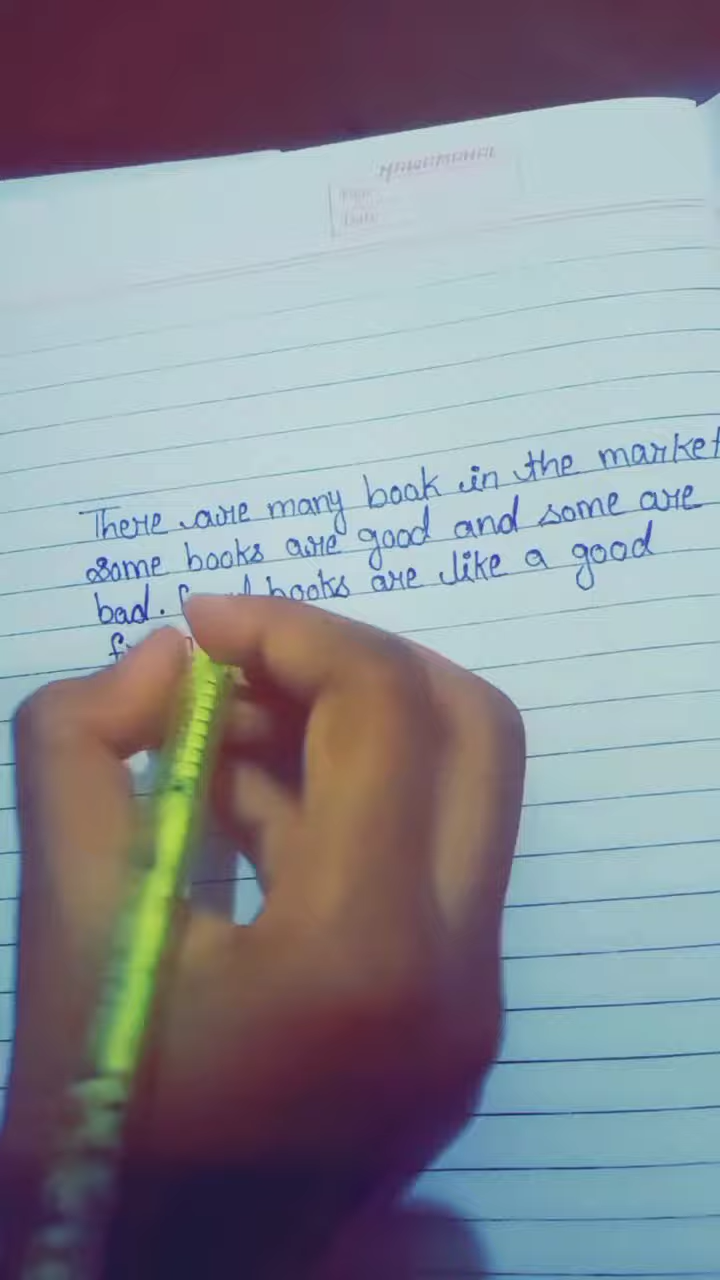 There are many book in the market
some books are good and some are
bad. books are like a good